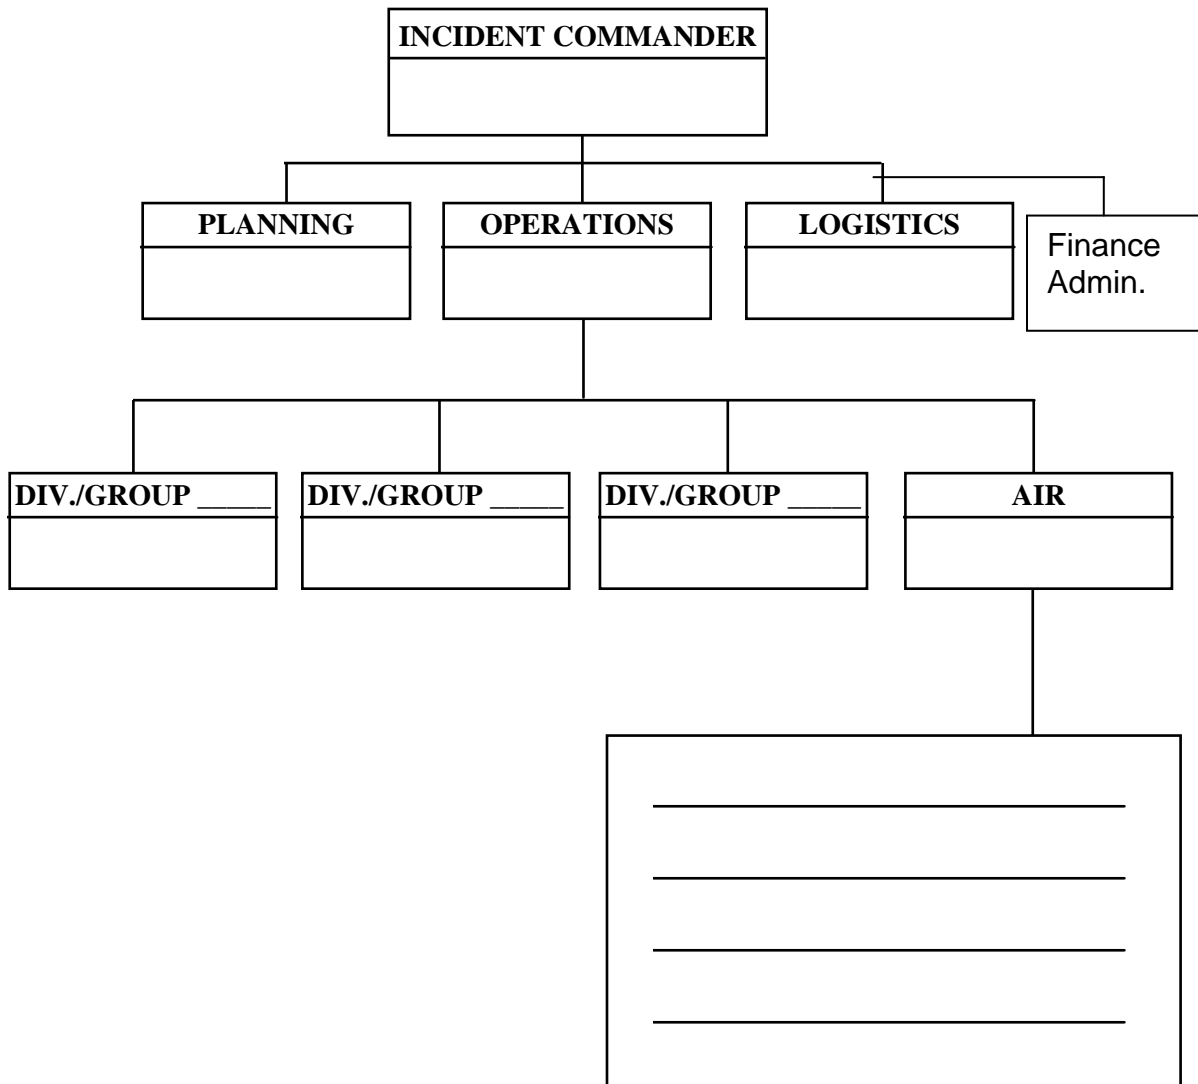 INCIDENT COMMANDER
PLANNING
OPERATIONS
LOGISTICS
Finance
Admin.
DIV./GROUP _____
DIV./GROUP _____
DIV./GROUP _____
AIR